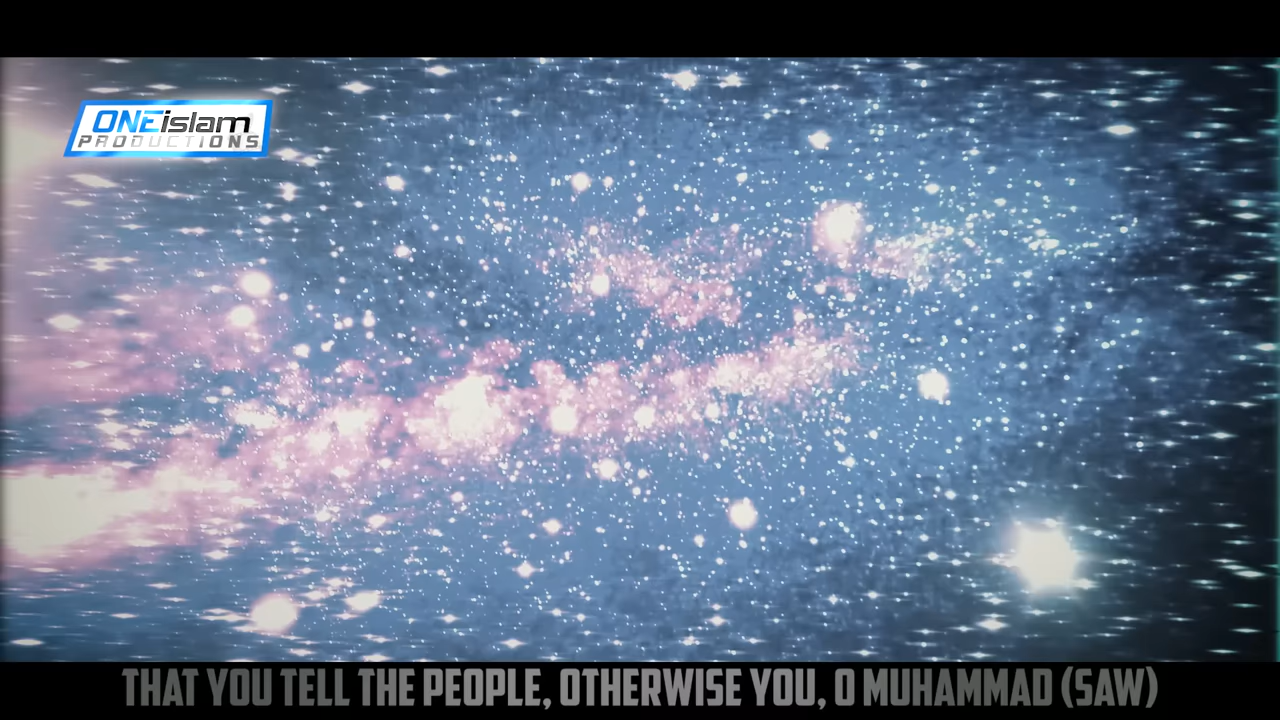 ONEislam
PRODUCTIONS
THAT YOU TELL THE PEOPLE, OTHERWISE YOU, O MUHAMMAD (SAW)